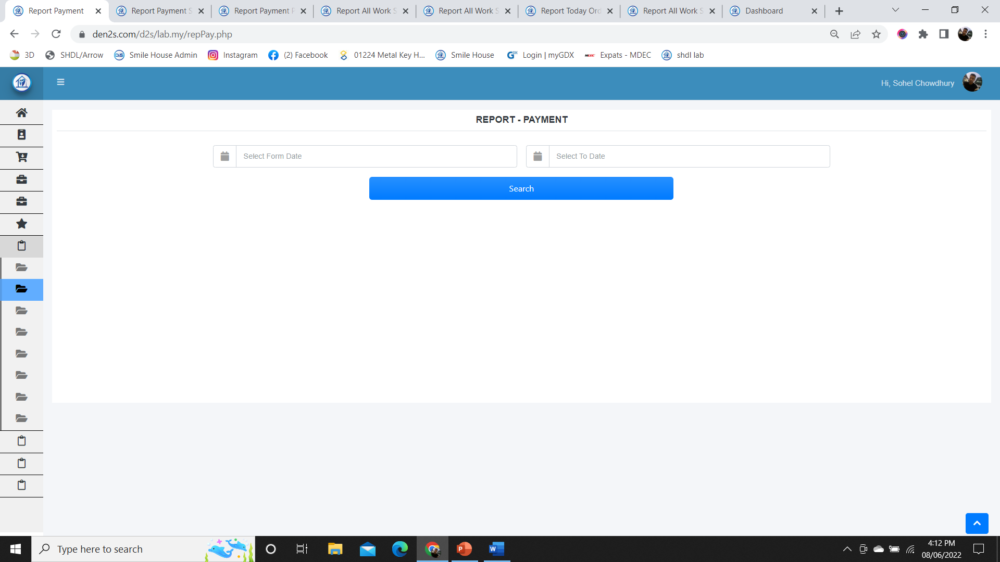 Report Payment
Report Payment S
Report Payment P
Report All Work S
Report All Work S
Report Today Ord
Report All Work S
Dashboard
den2s.com/d2s/lab.my/repPay.php
3D
SHDL/Arrow
Smile House Admin
Instagram
(2) Facebook
01224 Metal Key H...
Smile House
Login | myGDX
Expats - MDEC
shdl lab
Hi, Sohel Chowdhury
REPORT - PAYMENT
Select Form Date
Select To Date
Search
Type here to search
4:12 PM
08/06/2022